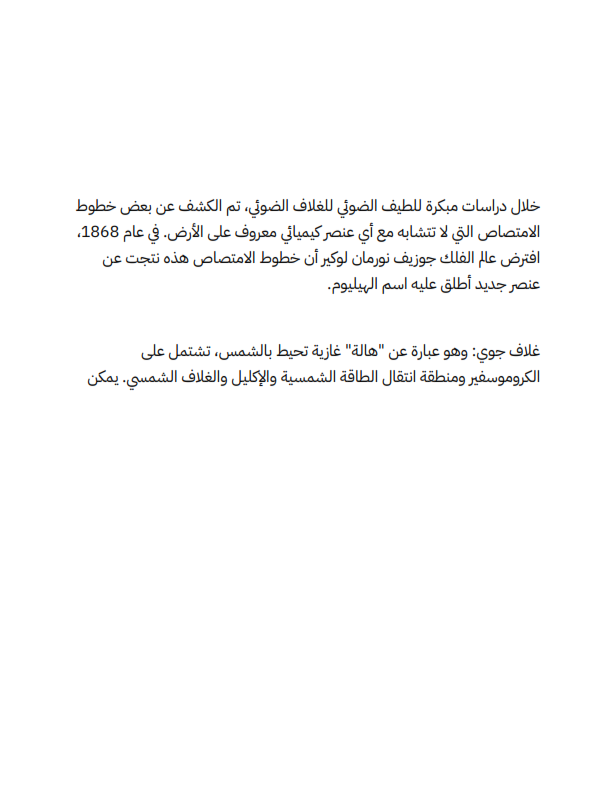 خلال دراسات مبكرة للطيف الضوئي للغلاف الضوئي، تم الكشف عن بعض خطوط
الامتصاص التي لا تتشابه مع أي عنصر كيميائي معروف على الأرض. في عام 1868،
افترض عالم الفلك جوزيف نورمان لوكير أن خطوط الامتصاص هذه نتجت عن
عنصر جديد أطلق عليه اسم الهيليوم.
غلاف جوي: وهو عبارة عن "هالة" غازية تحيط بالشمس، تشتمل على
الكروموسفير ومنطقة انتقال الطاقة الشمسية والإكليل والغلاف الشمسي. يمكن